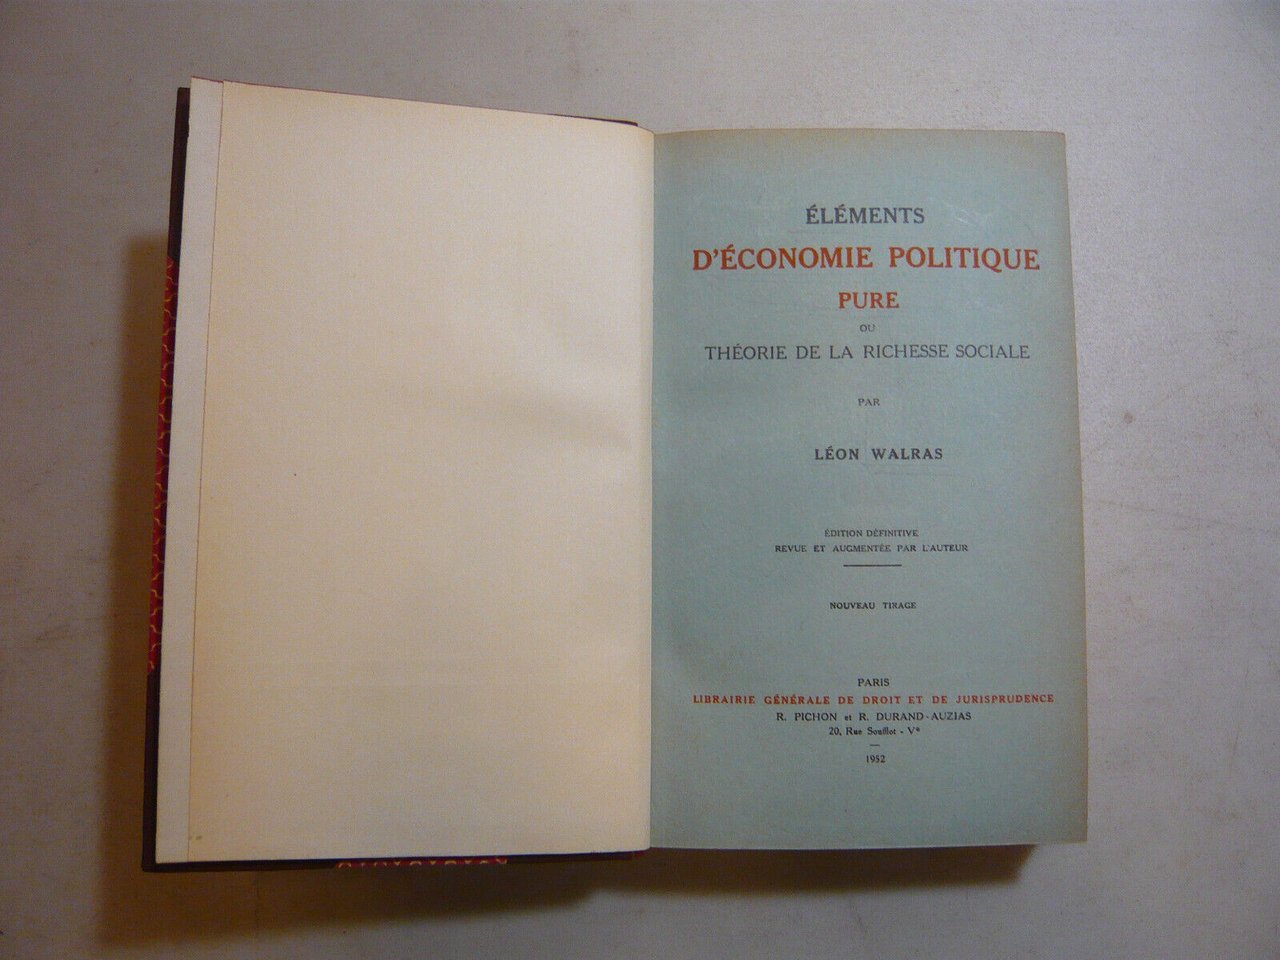 ÉLÉMENTS
D'ÉCONOMIE POLITIQUE
PURE
OU
THÉORIE DE LA RICHESSE SOCIALE
PAR
LÉON WALRAS
ÉDITION DÉFINITIVE
REVUE ET AUGMENTÉE PAR L'AUTEUR
NOUVEAU TIRAGE
PARIS
LIBRAIRIE GÉNÉRALE DE DROIT ET DE JURISPRUDENCE
R. PICHON et R. DURAND-AUZIAS
20, Rue Soufflot - Vᵉ
1952